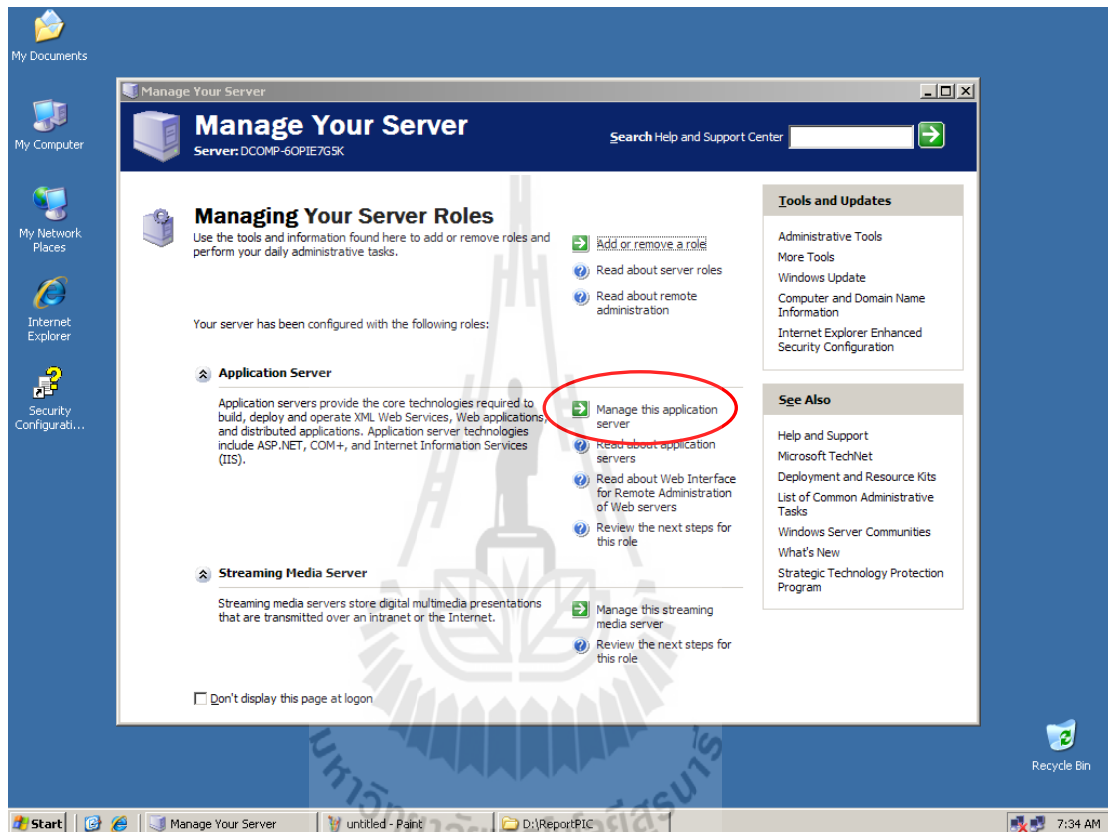 My Documents
My Computer
My Network
Places
Internet
Explorer
Security
Configurati...
Manage Your Server
Manage Your Server
Server: DCOMP-6OPIE7G5K
Search Help and Support Center
Managing Your Server Roles
Use the tools and information found here to add or remove roles and
perform your daily administrative tasks.
Add or remove a role
Read about server roles
Read about remote
administration
Your server has been configured with the following roles:
Application Server
Application servers provide the core technologies required to
build, deploy and operate XML Web Services, Web applications,
and distributed applications. Application server technologies
include ASP.NET, COM+, and Internet Information Services
(IIS).
Manage this application
server
Read about application
servers
Read about Web Interface
for Remote Administration
of Web servers
Review the next steps for
this role
Streaming Media Server
Streaming media servers store digital multimedia presentations
that are transmitted over an intranet or the Internet.
Manage this streaming
media server
Review the next steps for
this role
Don't display this page at logon
Tools and Updates
Administrative Tools
More Tools
Windows Update
Computer and Domain Name
Information
Internet Explorer Enhanced
Security Configuration
See Also
Help and Support
Microsoft TechNet
Deployment and Resource Kits
List of Common Administrative
Tasks
Windows Server Communities
What's New
Strategic Technology Protection
Program
Recycle Bin
Start
Manage Your Server
untitled - Paint
D:\ReportPIC
7:34 AM